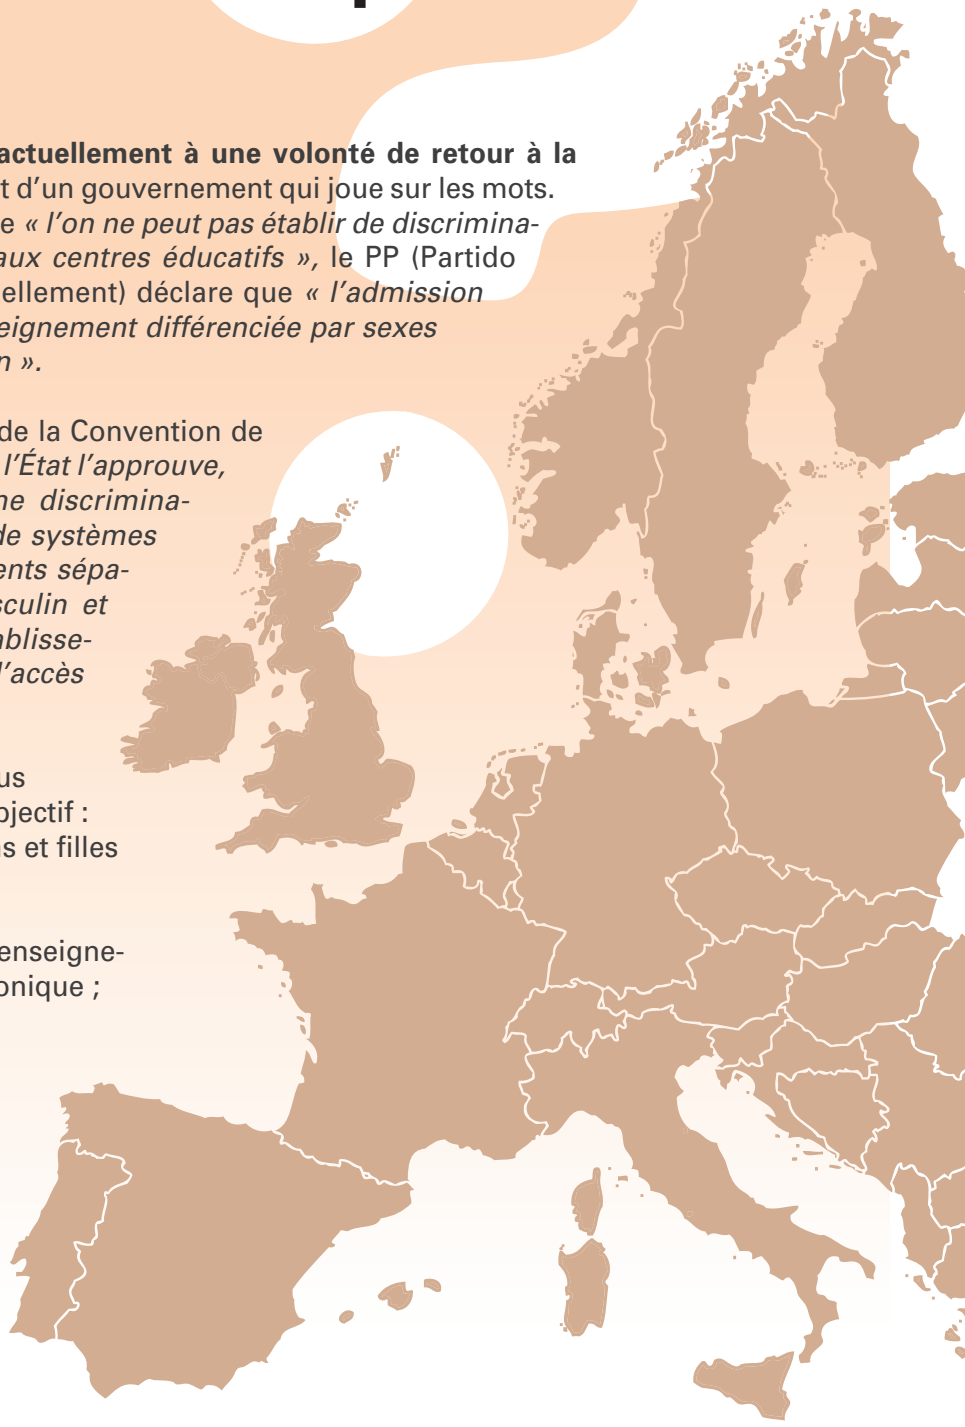 actuellement à une volonté de retour à la
t d'un gouvernement qui joue sur les mots.
e « l'on ne peut pas établir de discrimina-
aux centres éducatifs », le PP (Partido
ellement) déclare que « l'admission
eignement différenciée par sexes
n ».
de la Convention de
l'État l'approuve,
ne discrimina-
de systèmes
ents sépa-
sculin et
ablisse-
l'accès
us
bjectif :
s et filles
enseigne-
onique ;